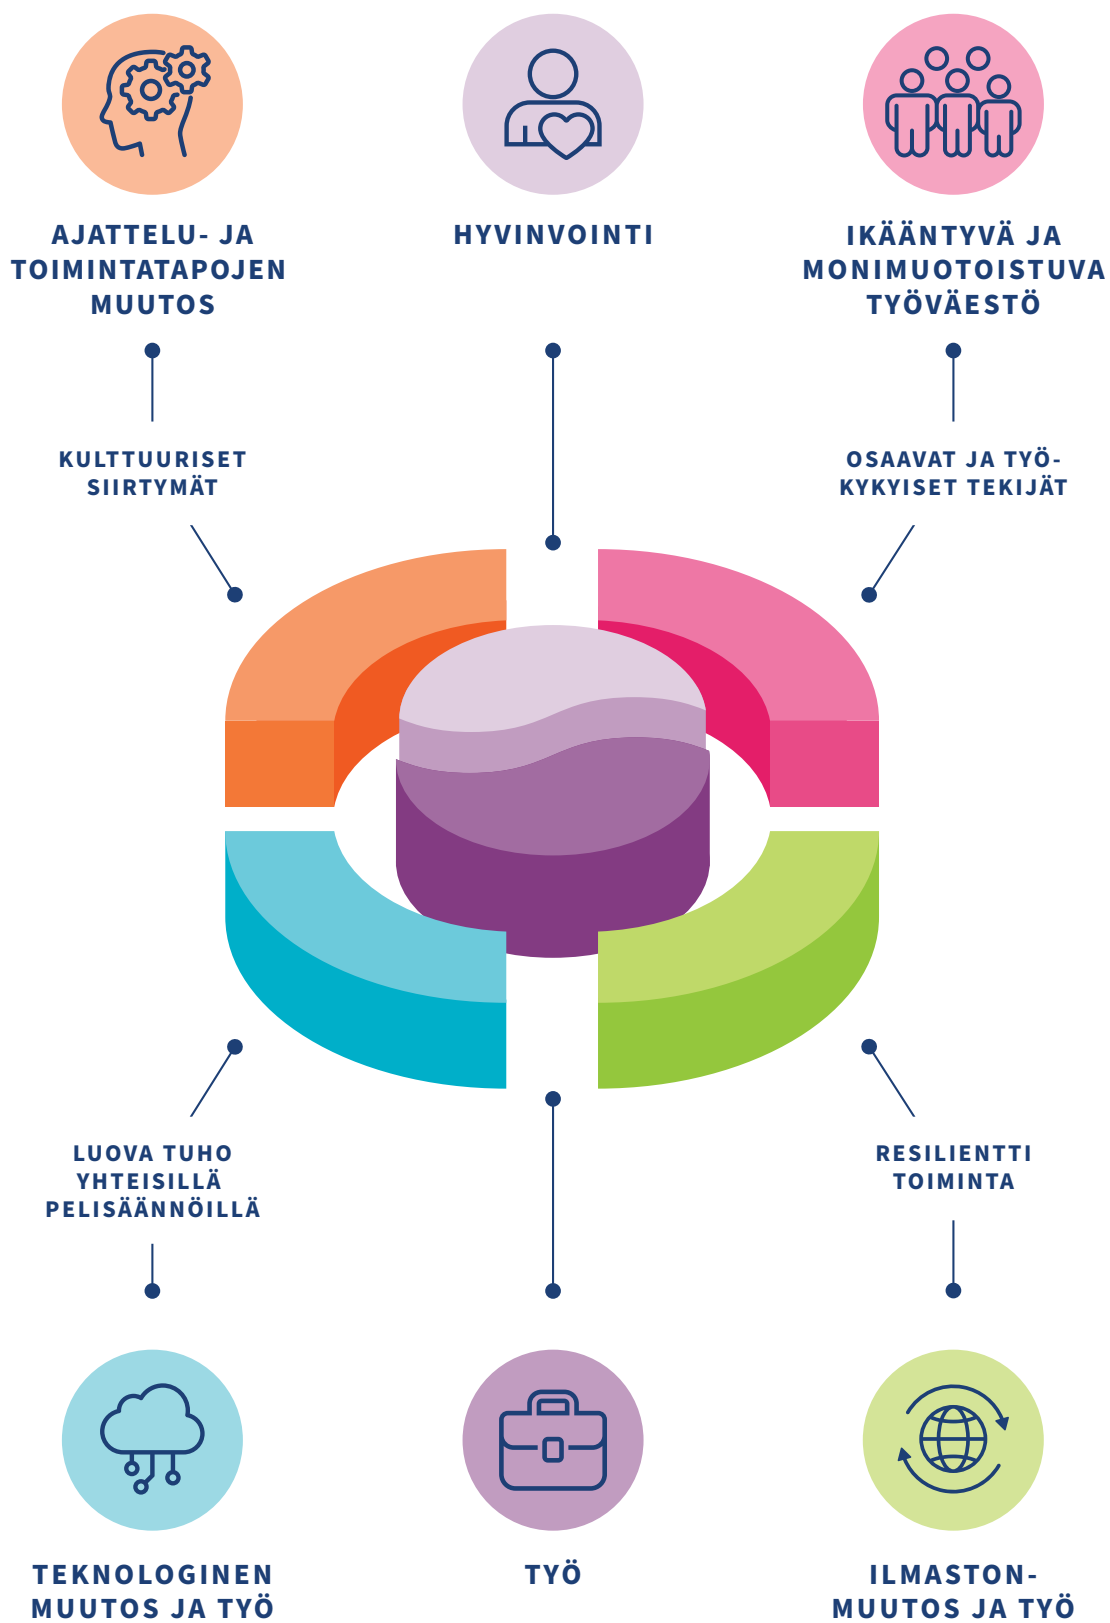 AJATTELU- JA
TOIMINTATAPOJEN
MUUTOS
HYVINVOINTI
IKÄÄNTYVÄ JA
MONIMUOTOISTUVA
TYÖVÄESTÖ
KULTTUURISET
SIIRTYMÄT
OSAAVAT JA TYÖ-
KYKYISET TEKIJÄT
LUOVA TUHO
YHTEISILLÄ
PELISÄÄNNÖILLÄ
RESILIENTTI
TOIMINTA
TEKNOLOGINEN
MUUTOS JA TYÖ
TYÖ
ILMASTON-
MUUTOS JA TYÖ